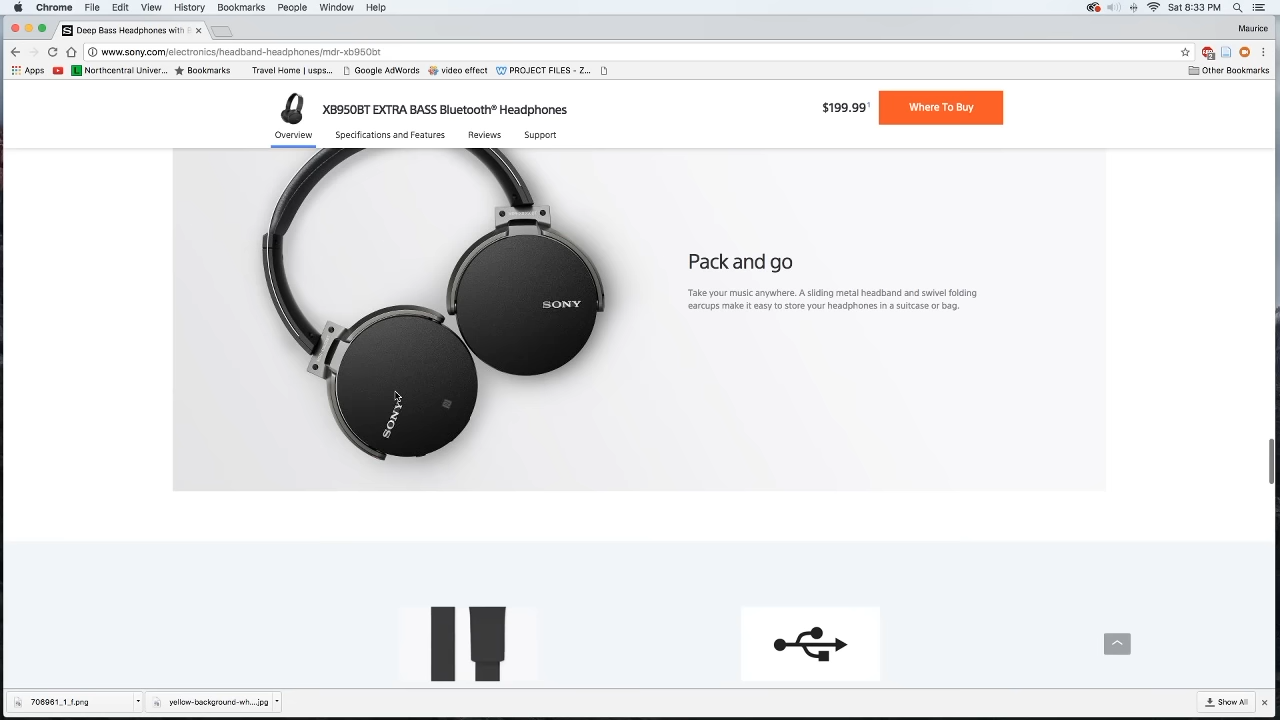 Chrome File Edit View History Bookmarks People Window Help
Sat 8:33 PM
Deep Bass Headphones with E
Maurice
www.sony.com/electronics/headband-headphones/mdr-xb950bt
Apps
Northcentral Univer...
Bookmarks
Travel Home | usps...
Google AdWords
video effect
PROJECT FILES - Z...
Other Bookmarks
XB950BT EXTRA BASS Bluetooth® Headphones
$199.99¹
Where To Buy
Overview
Specifications and Features
Reviews
Support
Pack and go
Take your music anywhere. A sliding metal headband and swivel folding
earcups make it easy to store your headphones in a suitcase or bag.
SONY
SONY
706961_1_f.png
yellow-background-wh....jpg
Show All